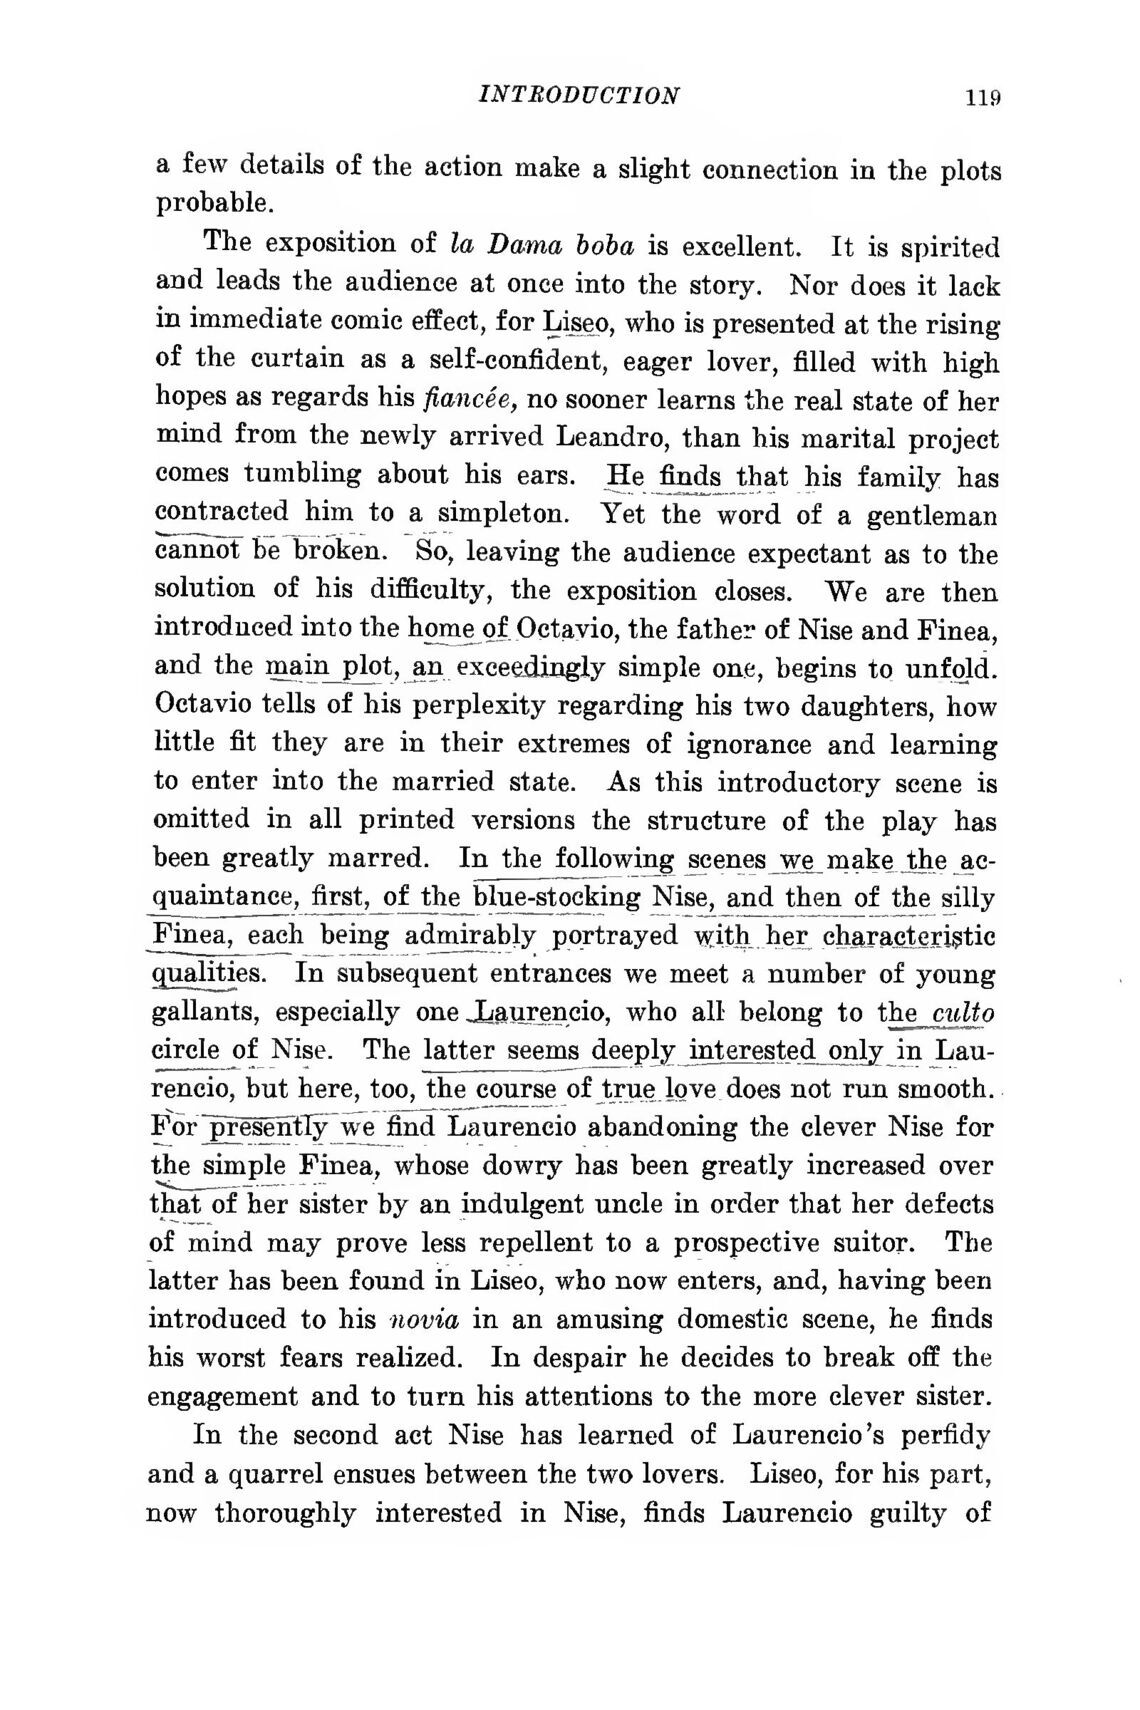 INTRODUCTION 119
a few details of the action make a slight connection in the plots
probable.
The exposition of la Dama boba is excellent. It is spirited
and leads the audience at once into the story. Nor does it lack
in immediate comic effect, for Liseo, who is presented at the rising
of the curtain as a self-confident, eager lover, filled with high
hopes as regards his fiancée, no sooner learns the real state of her
mind from the newly arrived Leandro, than his marital project
comes tumbling about his ears. He finds that his family has
contracted him to a simpleton. Yet the word of a gentleman
cannot be broken. So, leaving the audience expectant as to the
solution of his difficulty, the exposition closes. We are then
introduced into the home of Octavio, the father of Nise and Finea,
and the main plot, an exceedingly simple one, begins to unfold.
Octavio tells of his perplexity regarding his two daughters, how
little fit they are in their extremes of ignorance and learning
to enter into the married state. As this introductory scene is
omitted in all printed versions the structure of the play has
been greatly marred. In the following scenes we make the ac-
quaintance, first, of the blue-stocking Nise, and then of the silly
Finea, each being admirably portrayed with her characteristic
qualities. In subsequent entrances we meet a number of young
gallants, especially one Laurencio, who all belong to the culto
circle of Nise. The latter seems deeply interested only in Lau-
rencio, but here, too, the course of true love does not run smooth.
For presently we find Laurencio abandoning the clever Nise for
the simple Finea, whose dowry has been greatly increased over
that of her sister by an indulgent uncle in order that her defects
of mind may prove less repellent to a prospective suitor. The
latter has been found in Liseo, who now enters, and, having been
introduced to his novia in an amusing domestic scene, he finds
his worst fears realized. In despair he decides to break off the
engagement and to turn his attentions to the more clever sister.
In the second act Nise has learned of Laurencio's perfidy
and a quarrel ensues between the two lovers. Liseo, for his part,
now thoroughly interested in Nise, finds Laurencio guilty of